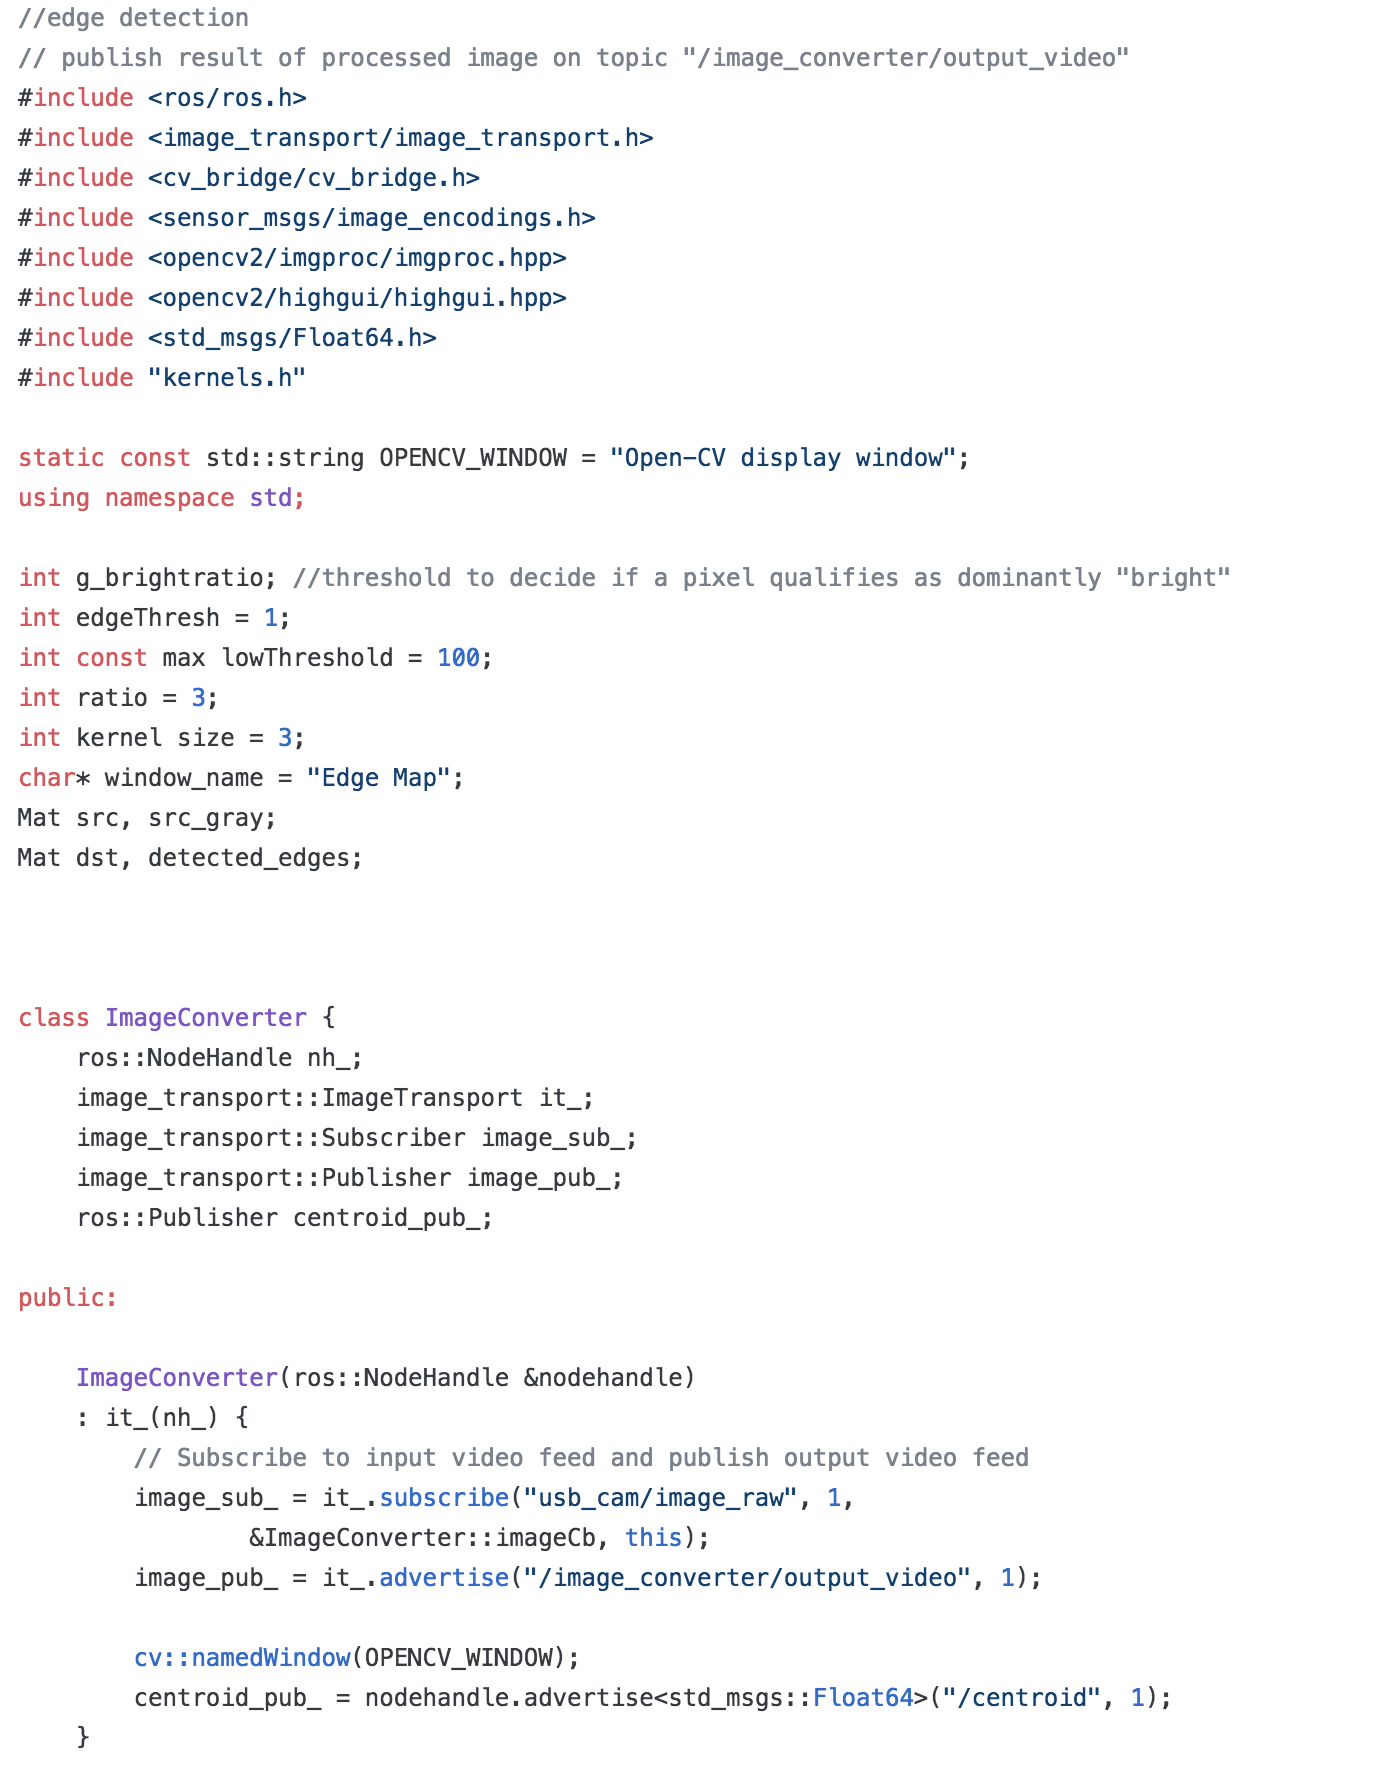 //edge detection
// publish result of processed image on topic "/image_converter/output_video"
#include <ros/ros.h>
#include <image_transport/image_transport.h>
#include <cv_bridge/cv_bridge.h>
#include <sensor_msgs/image_encodings.h>
#include <opencv2/imgproc/imgproc.hpp>
#include <opencv2/highgui/highgui.hpp>
#include <std_msgs/Float64.h>
#include "kernels.h"

static const std::string OPENCV_WINDOW = "Open-CV display window";
using namespace std;

int g_brightratio; //threshold to decide if a pixel qualifies as dominantly "bright"
int edgeThresh = 1;
int const max lowThreshold = 100;
int ratio = 3;
int kernel size = 3;
char* window_name = "Edge Map";
Mat src, src_gray;
Mat dst, detected_edges;

class ImageConverter {
    ros::NodeHandle nh_;
    image_transport::ImageTransport it_;
    image_transport::Subscriber image_sub_;
    image_transport::Publisher image_pub_;
    ros::Publisher centroid_pub_;

public:

    ImageConverter(ros::NodeHandle &nodehandle)
    : it_(nh_) {
        // Subscribe to input video feed and publish output video feed
        image_sub_ = it_.subscribe("usb_cam/image_raw", 1,
                &ImageConverter::imageCb, this);
        image_pub_ = it_.advertise("/image_converter/output_video", 1);

        cv::namedWindow(OPENCV_WINDOW);
        centroid_pub_ = nodehandle.advertise<std_msgs::Float64>("/centroid", 1);
    }